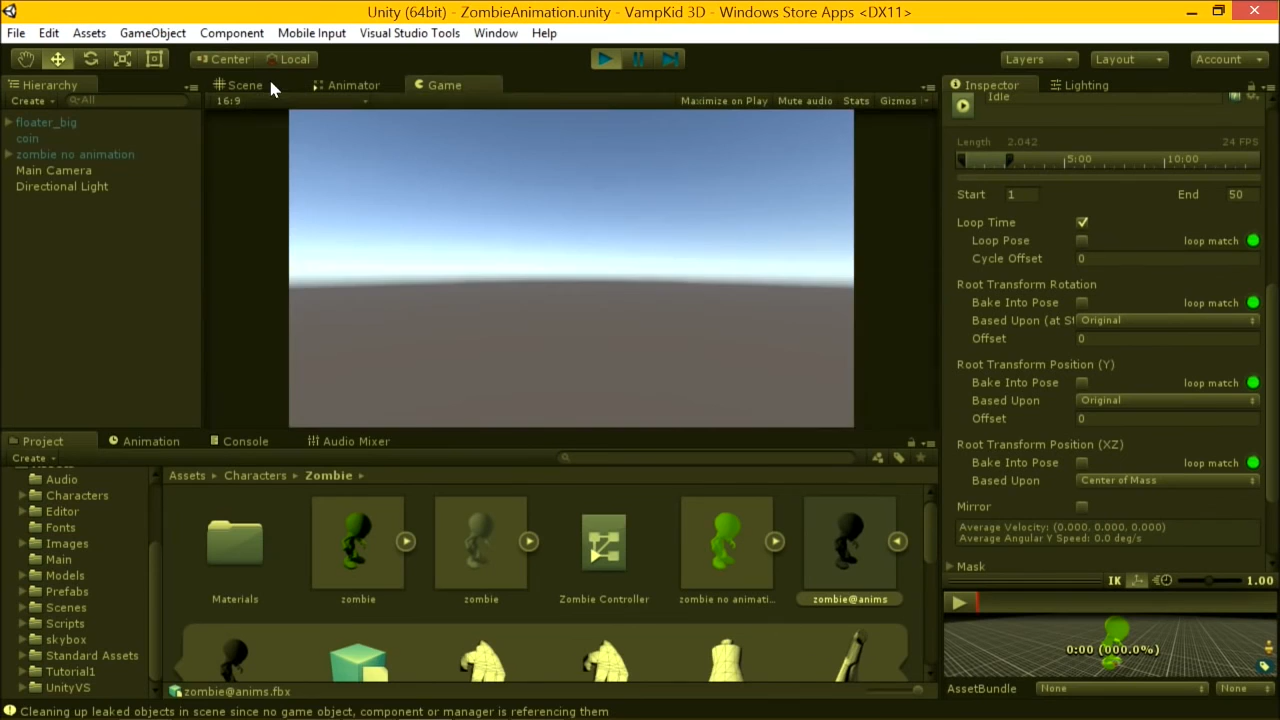 Unity (64bit) - ZombieAnimation.unity - VampKid 3D - Windows Store Apps <DX11>
File Edit Assets GameObject Component Mobile Input Visual Studio Tools Window Help
Center Local Layers Layout Account
Hierarchy Scene Animator Game Inspector Lighting
Create All 16:9 Maximize on Play Mute audio Stats Gizmos Idle
floater_big
coin
zombie no animation
Main Camera
Directional Light
Length 2.042 24 FPS
5:00 10:00
Start 1 End 50
Loop Time
Loop Pose loop match
Cycle Offset 0
Root Transform Rotation
Bake Into Pose loop match
Based Upon (at St Original
Offset 0
Root Transform Position (Y)
Bake Into Pose loop match
Based Upon Original
Offset 0
Root Transform Position (XZ)
Bake Into Pose loop match
Based Upon Center of Mass
Mirror
Average Velocity: (0.000, 0.000, 0.000)
Average Angular Y Speed: 0.0 deg/s
Mask
IK 1.00
0:00 (000.0%)
AssetBundle None None
Project Animation Console Audio Mixer
Create
Assets Characters Zombie
Audio
Characters
Editor
Fonts
Images
Main
Models
Prefabs
Scenes
Scripts
skybox
Standard Assets
Tutorial1
UnityVS
Materials zombie zombie Zombie Controller zombie no animati... zombie@anims
zombie@anims.fbx
Cleaning up leaked objects in scene since no game object, component or manager is referencing them